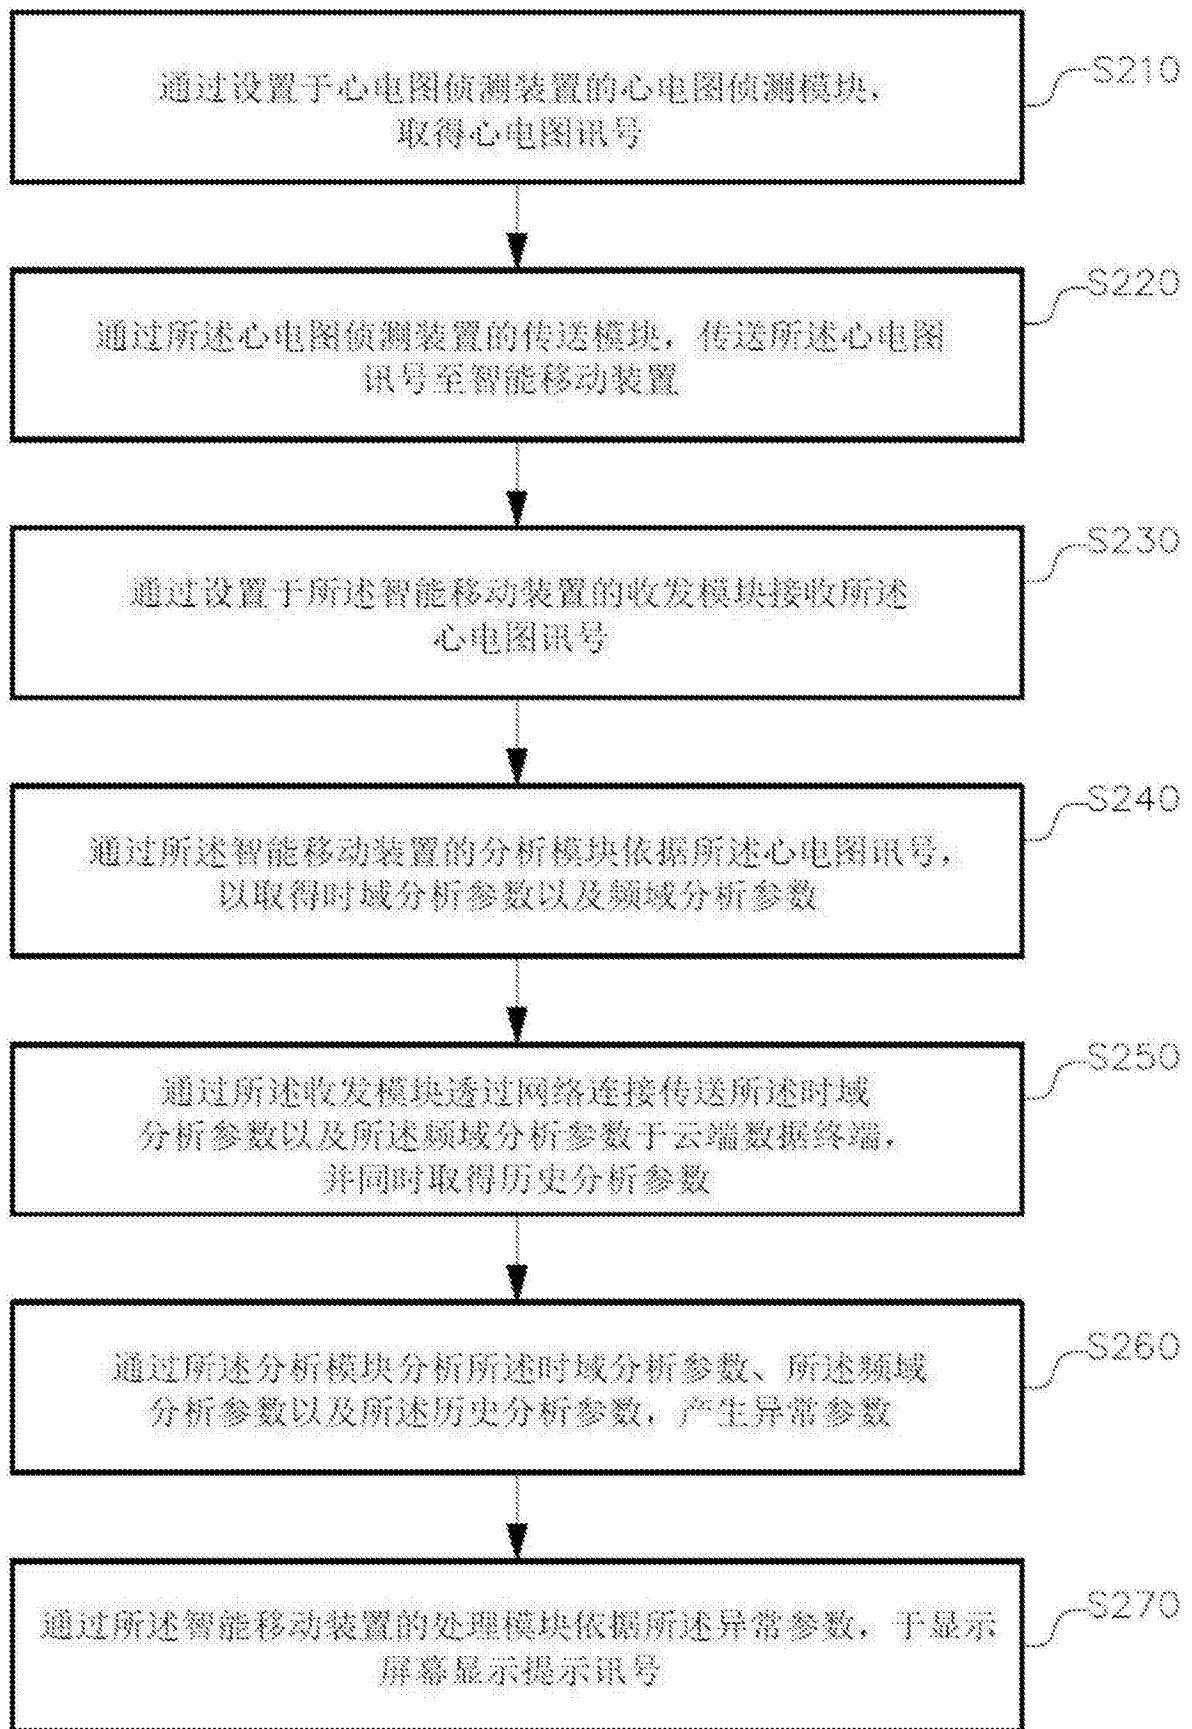 通过设置于心电图侦测装置的心电图侦测模块，
取得心电图讯号
S210
通过所述心电图侦测装置的传送模块，传送所述心电图
讯号至智能移动装置
S220
通过设置于所述智能移动装置的收发模块接收所述
心电图讯号
S230
通过所述智能移动装置的分析模块依据所述心电图讯号，
以取得时域分析参数以及频域分析参数
S240
通过所述收发模块透过网络连接传送所述时域
分析参数以及所述频域分析参数于云端数据终端，
并同时取得历史分析参数
S250
通过所述分析模块分析所述时域分析参数、所述频域
分析参数以及所述历史分析参数，产生异常参数
S260
通过所述智能移动装置的处理模块依据所述异常参数，于显示
屏幕显示提示讯号
S270